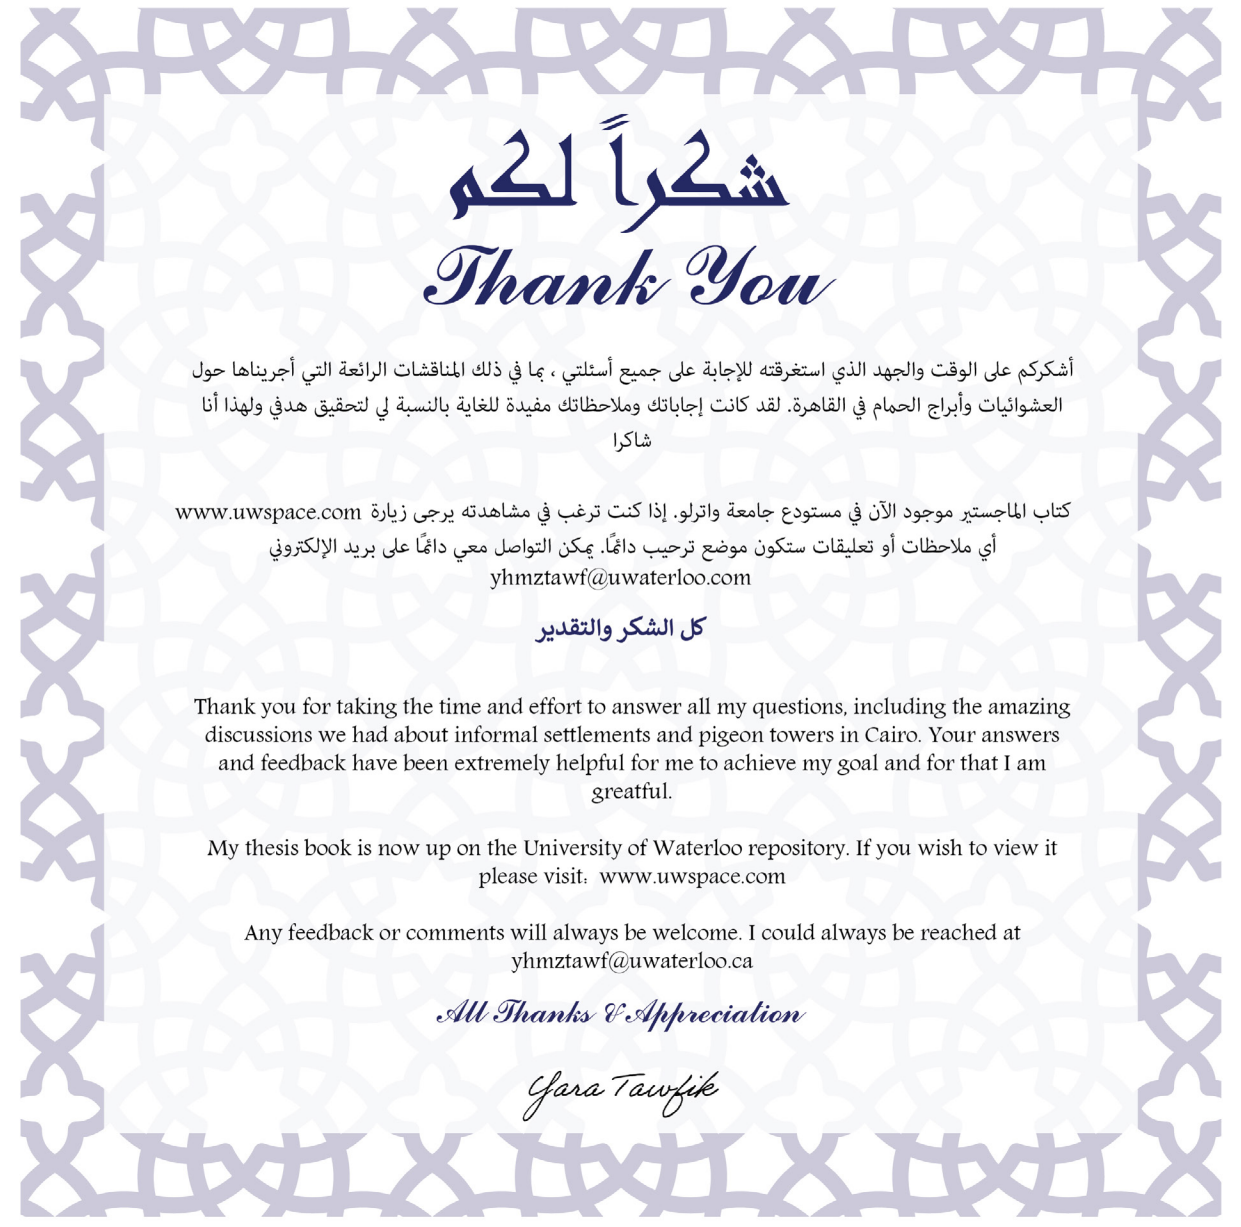 شكراً لكم
Thank You
أشكركم على الوقت والجهد الذي استغرقته للإجابة على جميع أسئلتي ، بما في ذلك المناقشات الرائعة التي أجريناها حول
العشوائيات وأبراج الحمام في القاهرة. لقد كانت إجاباتك وملاحظاتك مفيدة للغاية بالنسبة لي لتحقيق هدفي ولهذا أنا
شاكرا
كتاب الماجستير موجود الآن في مستودع جامعة واترلو. إذا كنت ترغب في مشاهدته يرجى زيارة www.uwspace.com
أي ملاحظات أو تعليقات ستكون موضع ترحيب دائمًا. يمكن التواصل معي دائمًا على بريد الإلكتروني
yhmztawf@uwaterloo.com
كل الشكر والتقدير
Thank you for taking the time and effort to answer all my questions, including the amazing
discussions we had about informal settlements and pigeon towers in Cairo. Your answers
and feedback have been extremely helpful for me to achieve my goal and for that I am
greatful.
My thesis book is now up on the University of Waterloo repository. If you wish to view it
please visit: www.uwspace.com
Any feedback or comments will always be welcome. I could always be reached at
yhmztawf@uwaterloo.ca
All Thanks & Appreciation
Yara Tawfik